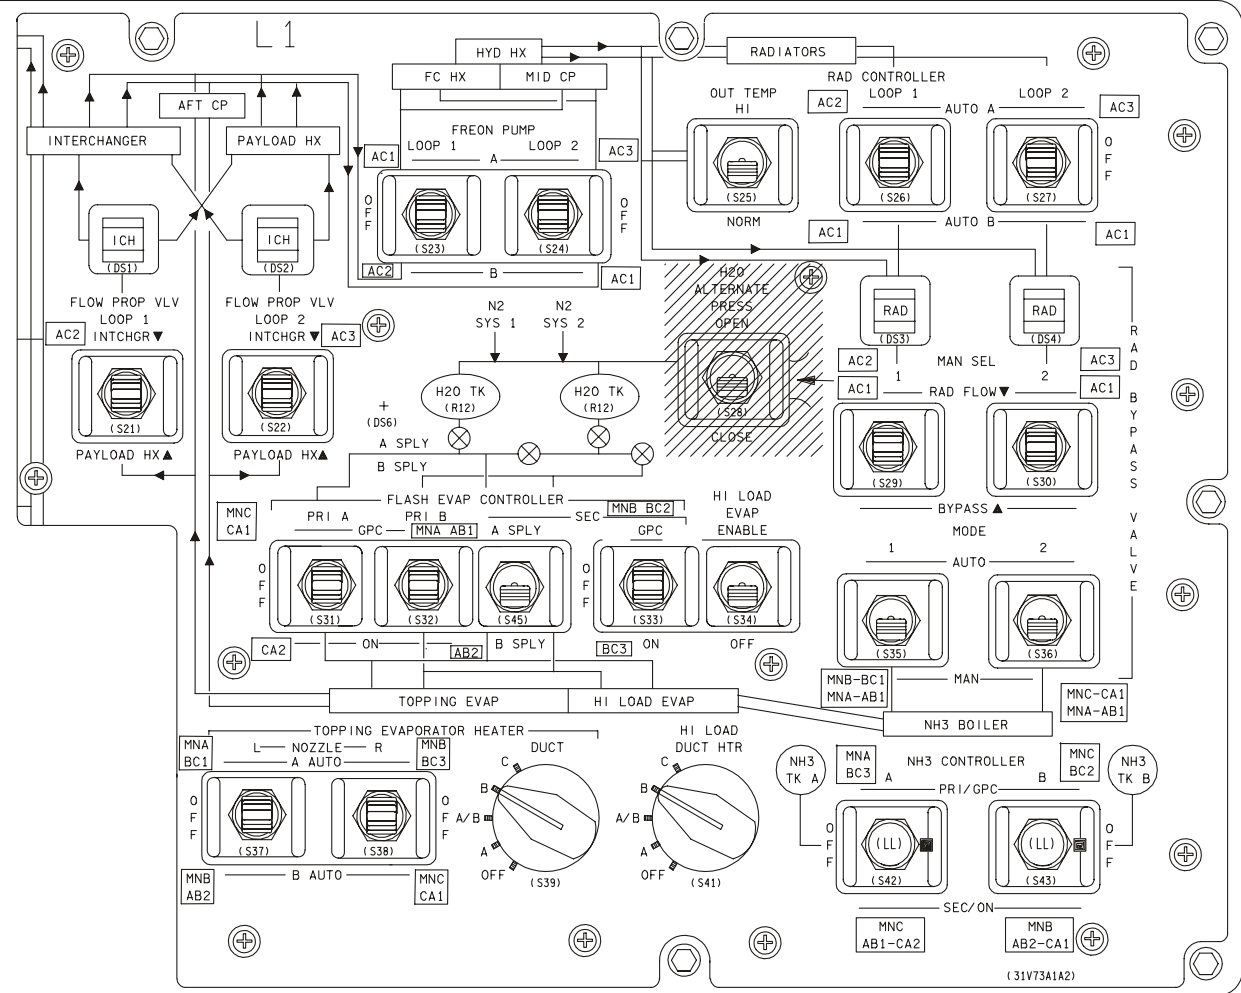 L1
HYD HX
RADIATORS
FC HX
MID CP
RAD CONTROLLER
AFT CP
OUT TEMP
HI
AC2
LOOP 1
LOOP 2
AUTO A
AC3
INTERCHANGER
PAYLOAD HX
FREON PUMP
LOOP 1
LOOP 2
A
AC1
AC3
OFF
OFF
OFF
(S23)
(S24)
(S25)
(S26)
(S27)
NORM
AUTO B
AC1
AC1
ICH
ICH
(DS1)
(DS2)
AC2
B
AC1
FLOW PROP VLV
LOOP 1
INTCHGR▼
FLOW PROP VLV
LOOP 2
INTCHGR▼
AC2
AC3
N2
SYS 1
N2
SYS 2
H2O
ALTERNATE
PRESS
OPEN
RAD
RAD
(DS3)
(DS4)
AC2
MAN SEL
AC3
1
2
AC1
RAD FLOW▼
AC1
RAD BYPASS VALVE
H2O TK
(R12)
H2O TK
(R12)
+
(DS6)
(S28)
CLOSE
(S21)
(S22)
PAYLOAD HX▲
PAYLOAD HX▲
A SPLY
B SPLY
(S29)
(S30)
BYPASS▲
MODE
FLASH EVAP CONTROLLER
HI LOAD
EVAP
ENABLE
MNC
CA1
PRI A
PRI B
SEC
MNB BC2
GPC
MNA AB1
A SPLY
GPC
1
2
AUTO
OFF
OFF
(S31)
(S32)
(S45)
(S33)
(S34)
(S35)
(S36)
CA2
ON
AB2
B SPLY
BC3
ON
OFF
MNB-BC1
MNA-AB1
MAN
MNC-CA1
MNA-AB1
TOPPING EVAP
HI LOAD EVAP
NH3 BOILER
TOPPING EVAPORATOR HEATER
MNA
BC1
L
NOZZLE
R
A AUTO
MNB
BC3
DUCT
C
B
A/B
A
OFF
(S39)
HI LOAD
DUCT HTR
C
B
A/B
A
OFF
(S41)
OFF
OFF
(S37)
(S38)
MNB
AB2
B AUTO
MNC
CA1
NH3
TK A
MNA
BC3
NH3 CONTROLLER
A
B
MNC
BC2
NH3
TK B
PRI/GPC
OFF
OFF
(LL)
(LL)
(S42)
(S43)
SEC/ON
MNC
AB1-CA2
MNB
AB2-CA1
(31V73A1A2)